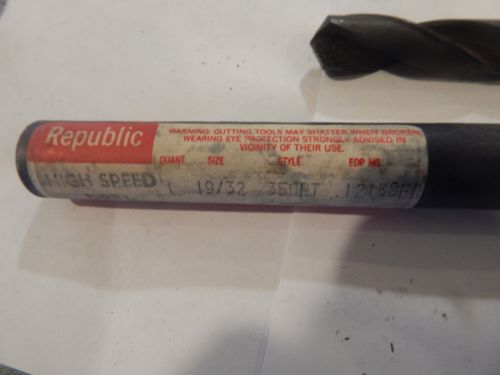 Republic
WARNING: CUTTING TOOLS MAY SHATTER WHEN BROKEN.
WEARING EYE PROTECTION STRONGLY ADVISED IN
VICINITY OF THEIR USE.
QUANT. SIZE STYLE EDP NO.
HIGH SPEED 19/32